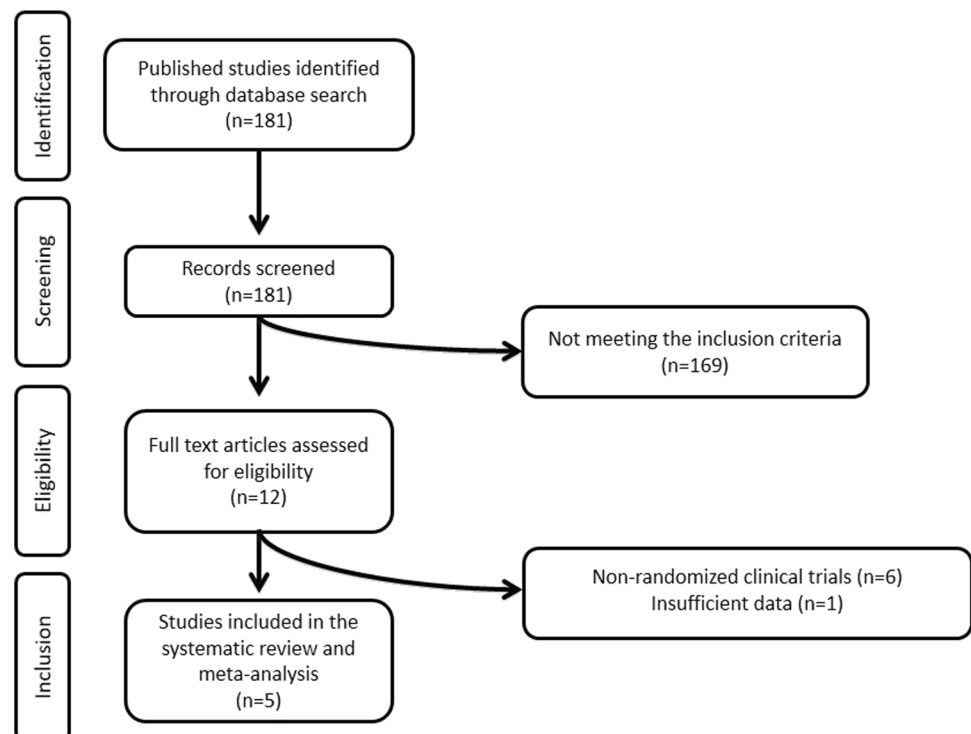 Identification
Published studies identified
through database search
(n=181)
Screening
Records screened
(n=181)
Not meeting the inclusion criteria
(n=169)
Eligibility
Full text articles assessed
for eligibility
(n=12)
Non-randomized clinical trials (n=6)
Insufficient data (n=1)
Inclusion
Studies included in the
systematic review and
meta-analysis
(n=5)